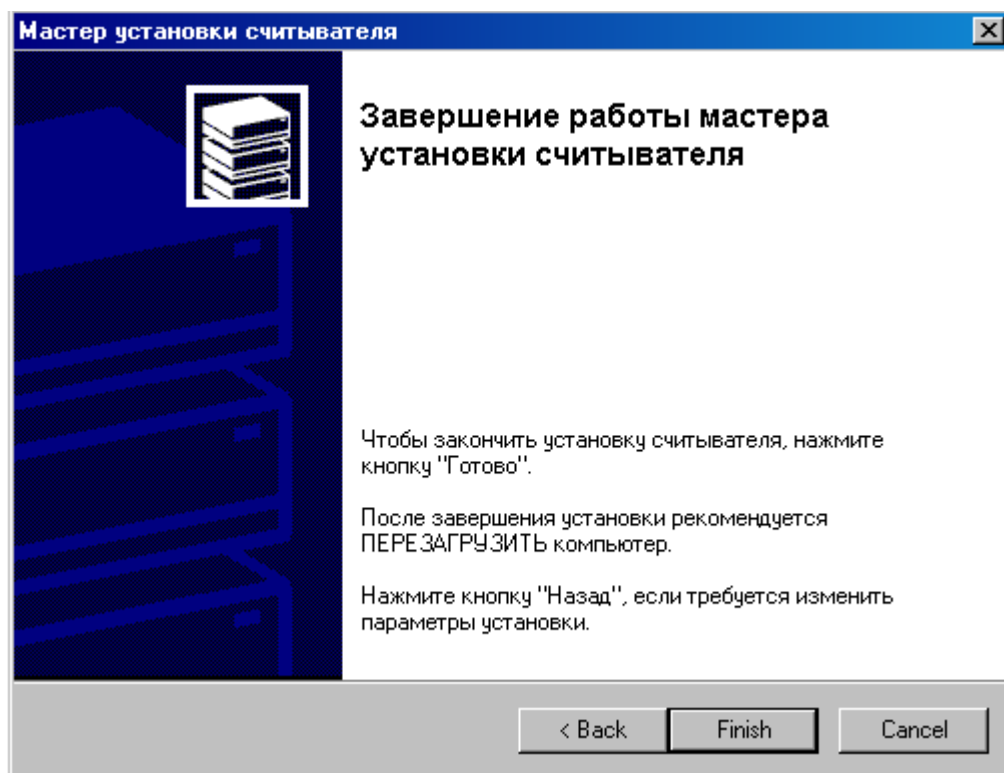 Мастер установки считывателя
Завершение работы мастера
установки считывателя
Чтобы закончить установку считывателя, нажмите
кнопку "Готово".
После завершения установки рекомендуется
ПЕРЕЗАГРУЗИТЬ компьютер.
Нажмите кнопку "Назад", если требуется изменить
параметры установки.
< Back
Finish
Cancel